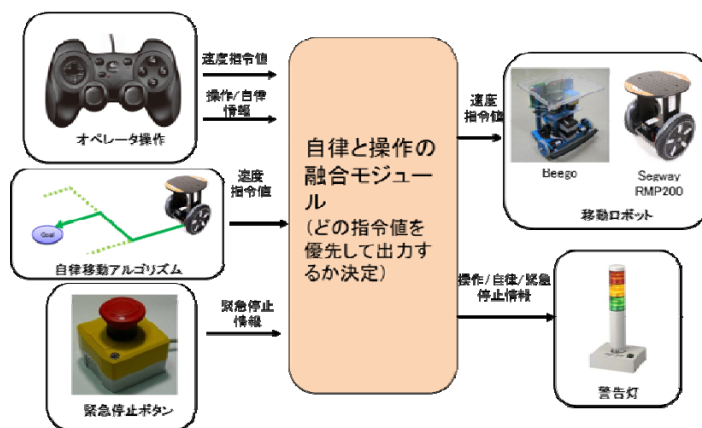 速度指令値
操作/自律
情報
オペレータ操作
速度
指令値
Goal
自律移動アルゴリズム
緊急停止
情報
緊急停止ボタン
自律と操作の
融合モジュール
(どの指令値を
優先して出力す
るか決定)
速度
指令値
Beego
Segway
RMP200
移動ロボット
操作/自律/緊急
停止情報
警告灯